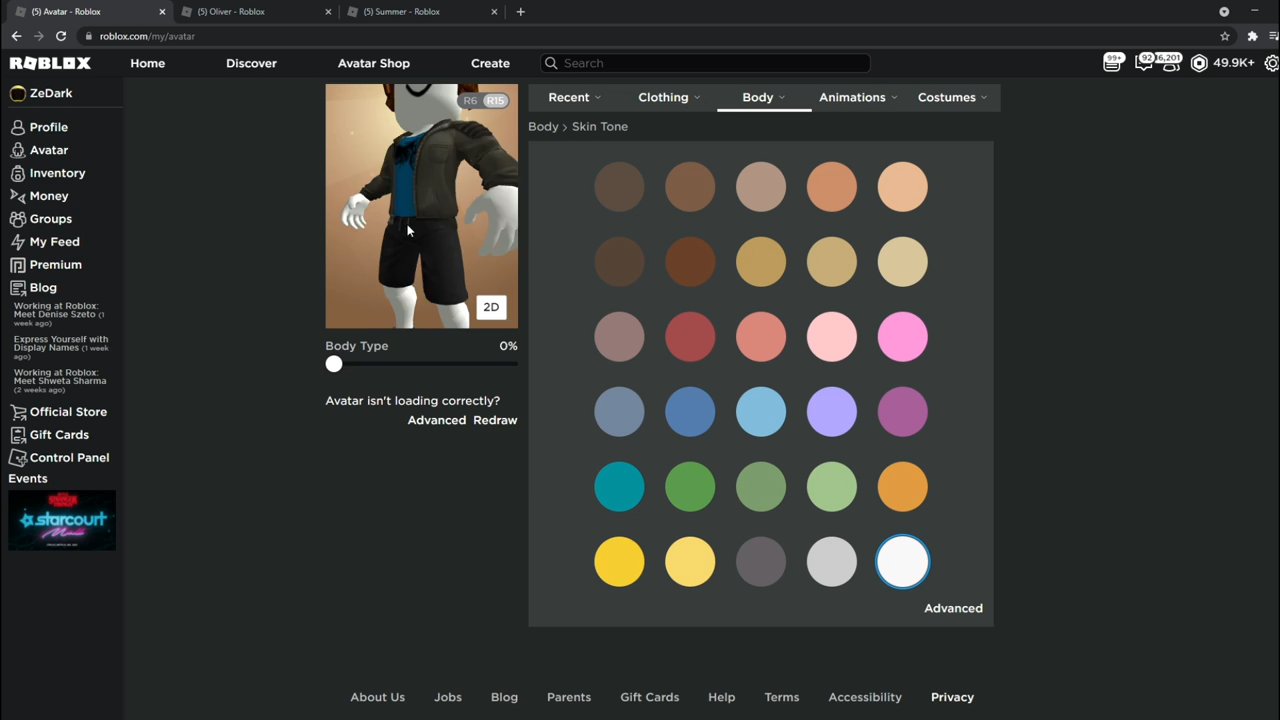 (5) Avatar - Roblox
(5) Oliver - Roblox
(5) Summer - Roblox
roblox.com/my/avatar
ROBLOX
Home
Discover
Avatar Shop
Create
Search
99+
92
16,201
49.9K+
ZeDark
Profile
Avatar
Inventory
Money
Groups
My Feed
Premium
Blog
Working at Roblox:
Meet Denise Szeto (1
week ago)
Express Yourself with
Display Names (1 week
ago)
Working at Roblox:
Meet Shweta Sharma
(2 weeks ago)
Official Store
Gift Cards
Control Panel
Events
starcourt
R6 R15
2D
Body Type 0%
Avatar isn't loading correctly?
Advanced Redraw
Recent
Clothing
Body
Animations
Costumes
Body > Skin Tone
Advanced
About Us
Jobs
Blog
Parents
Gift Cards
Help
Terms
Accessibility
Privacy